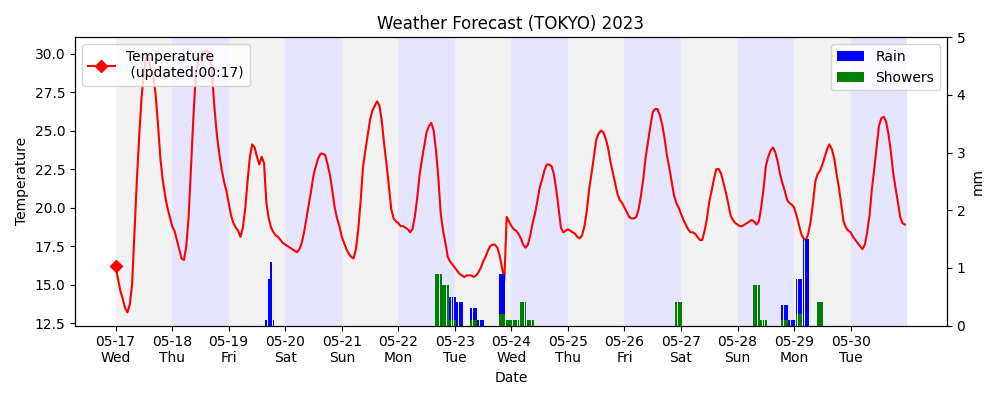 Weather Forecast (TOKYO) 2023
Temperature
(updated:00:17)
Rain
Showers
Temperature
30.0
27.5
25.0
22.5
20.0
17.5
15.0
12.5
5
4
3
2
1
0
mm
05-17 05-18 05-19 05-20 05-21 05-22 05-23 05-24 05-25 05-26 05-27 05-28 05-29 05-30
Wed Thu Fri Sat Sun Mon Tue Wed Thu Fri Sat Sun Mon Tue
Date